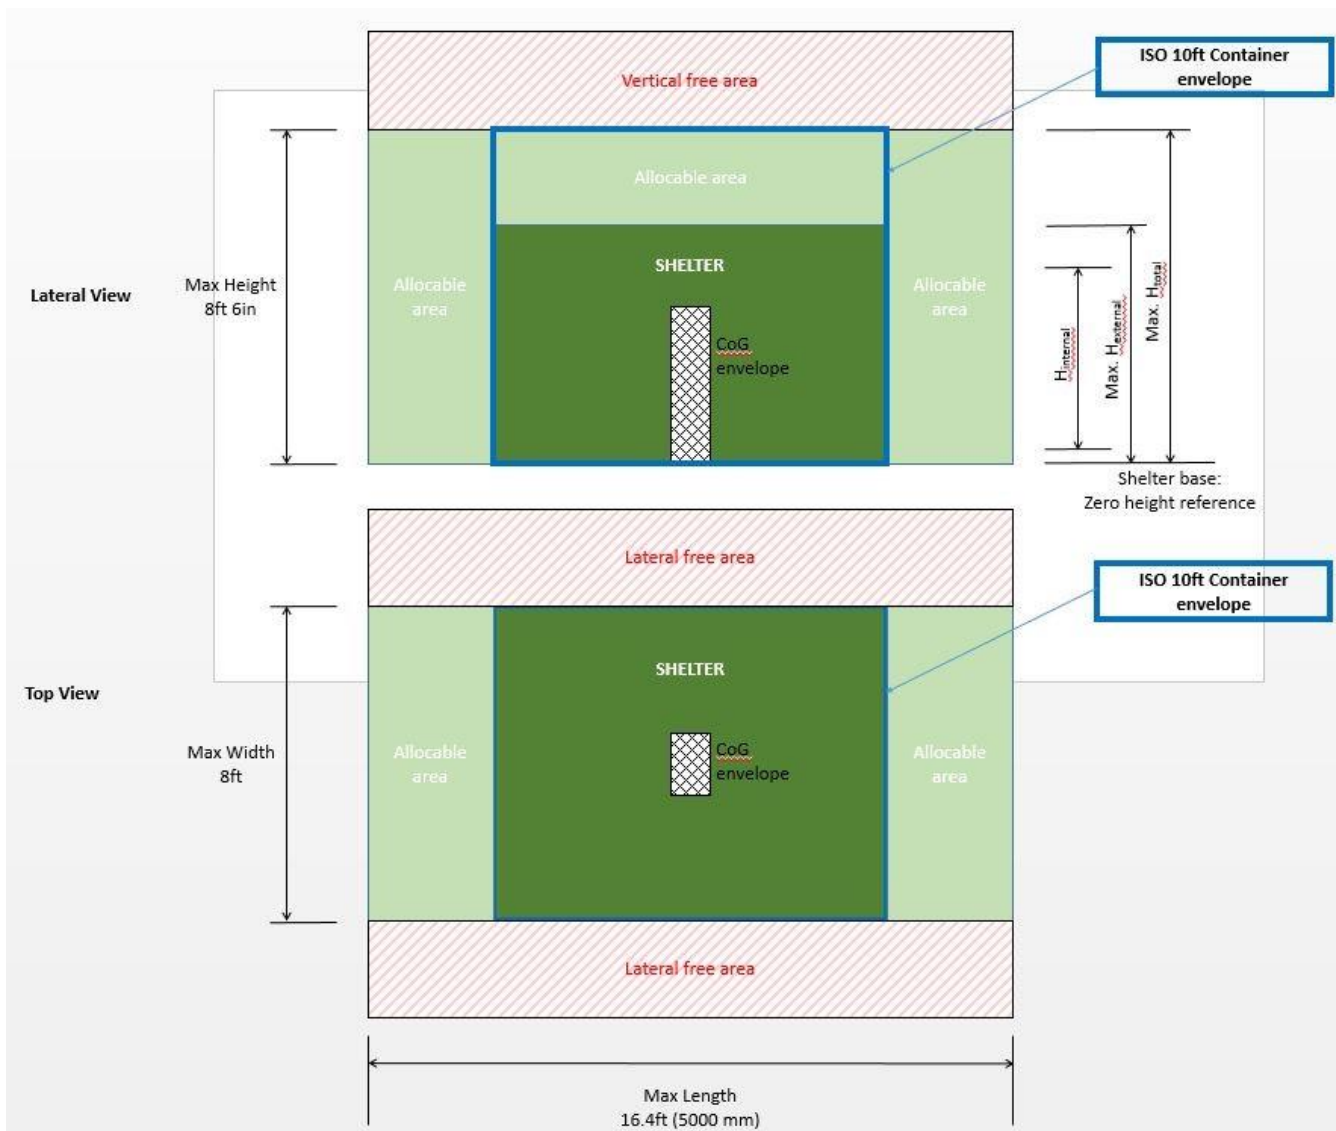 ISO 10ft Container
envelope
Vertical free area
Allocable area
SHELTER
Lateral View
Max Height
8ft 6in
Allocable
area
Allocable
area
CoG
envelope
Hinternal
Max. Hexternal
Max. Htotal
Shelter base:
Zero height reference
Lateral free area
ISO 10ft Container
envelope
SHELTER
Top View
Max Width
8ft
Allocable
area
CoG
envelope
Allocable
area
Lateral free area
Max Length
16.4ft (5000 mm)